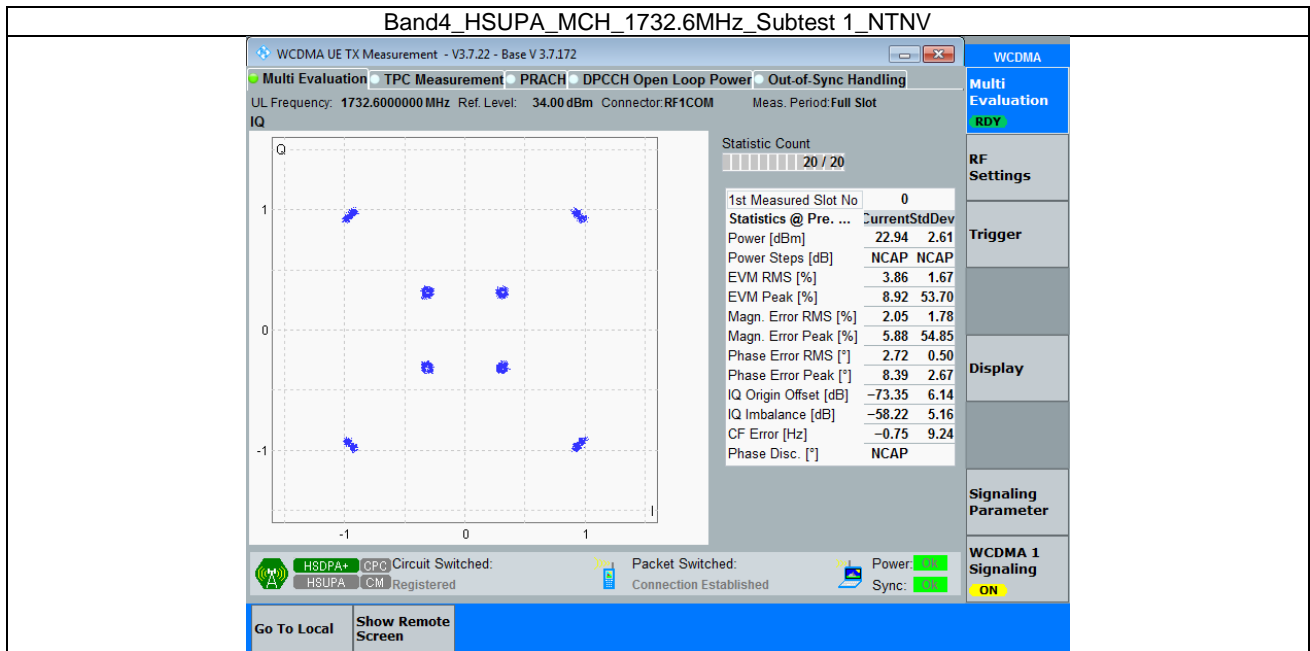 Band4_HSUPA_MCH_1732.6MHz_Subtest 1_NTNV
WCDMA UE TX Measurement - V3.7.22 - Base V 3.7.172
WCDMA
Multi Evaluation TPC Measurement PRACH DPCCH Open Loop Power Out-of-Sync Handling
Multi
Evaluation
RDY
UL Frequency: 1732.6000000 MHz Ref. Level: 34.00 dBm Connector: RF1COM Meas. Period: Full Slot
IQ
Q
1
0
-1
-1 0 1
I
Statistic Count
20 / 20
1st Measured Slot No 0
Statistics @ Pre. ... Current StdDev
Power [dBm] 22.94 2.61
Power Steps [dB] NCAP NCAP
EVM RMS [%] 3.86 1.67
EVM Peak [%] 8.92 53.70
Magn. Error RMS [%] 2.05 1.78
Magn. Error Peak [%] 5.88 54.85
Phase Error RMS [°] 2.72 0.50
Phase Error Peak [°] 8.39 2.67
IQ Origin Offset [dB] −73.35 6.14
IQ Imbalance [dB] −58.22 5.16
CF Error [Hz] −0.75 9.24
Phase Disc. [°] NCAP
RF
Settings
Trigger
Display
Signaling
Parameter
WCDMA 1
Signaling
ON
HSDPA+ CPC Circuit Switched: Packet Switched: Power: Ok
HSUPA CM Registered Connection Established Sync: Ok
Go To Local
Show Remote
Screen